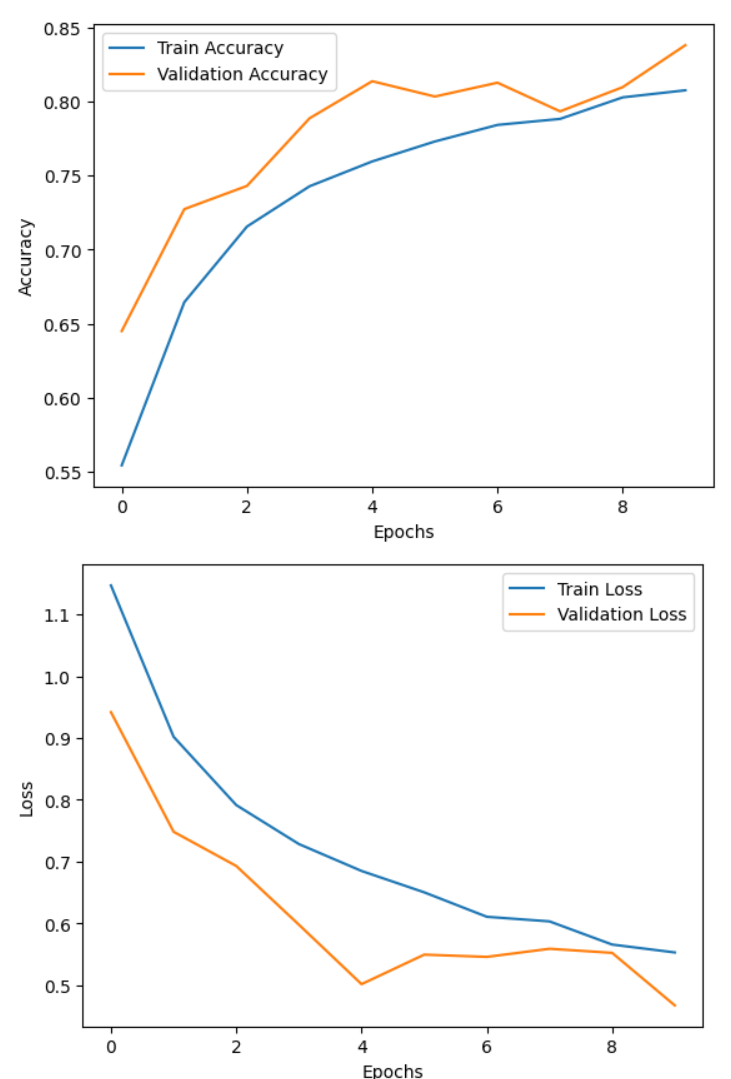 0.85
Train Accuracy
Validation Accuracy
0.80
0.75
0.70
0.65
0.60
0.55
Accuracy
0 2 4 6 8
Epochs
Train Loss
Validation Loss
1.1
1.0
0.9
0.8
0.7
0.6
0.5
Loss
0 2 4 6 8
Epochs